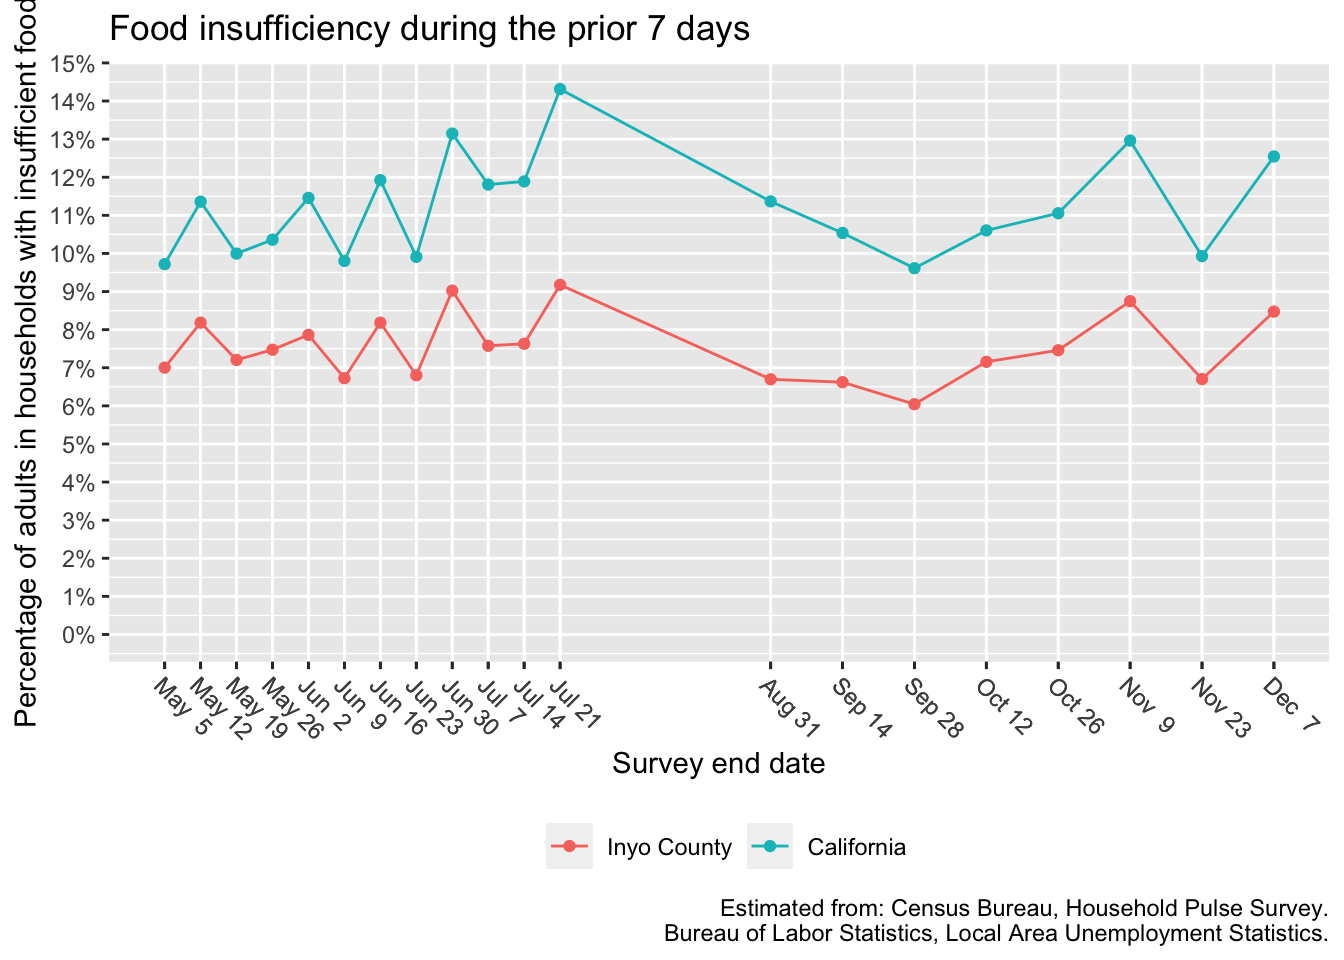 Food insufficiency during the prior 7 days
Percentage of adults in households with insufficient food
15%
14%
13%
12%
11%
10%
9%
8%
7%
6%
5%
4%
3%
2%
1%
0%
May 5
May 12
May 19
May 26
Jun 2
Jun 9
Jun 16
Jun 23
Jun 30
Jul 7
Jul 14
Jul 21
Aug 31
Sep 14
Sep 28
Oct 12
Oct 26
Nov 9
Nov 23
Dec 7
Survey end date
Inyo County
California
Estimated from: Census Bureau, Household Pulse Survey.
Bureau of Labor Statistics, Local Area Unemployment Statistics.